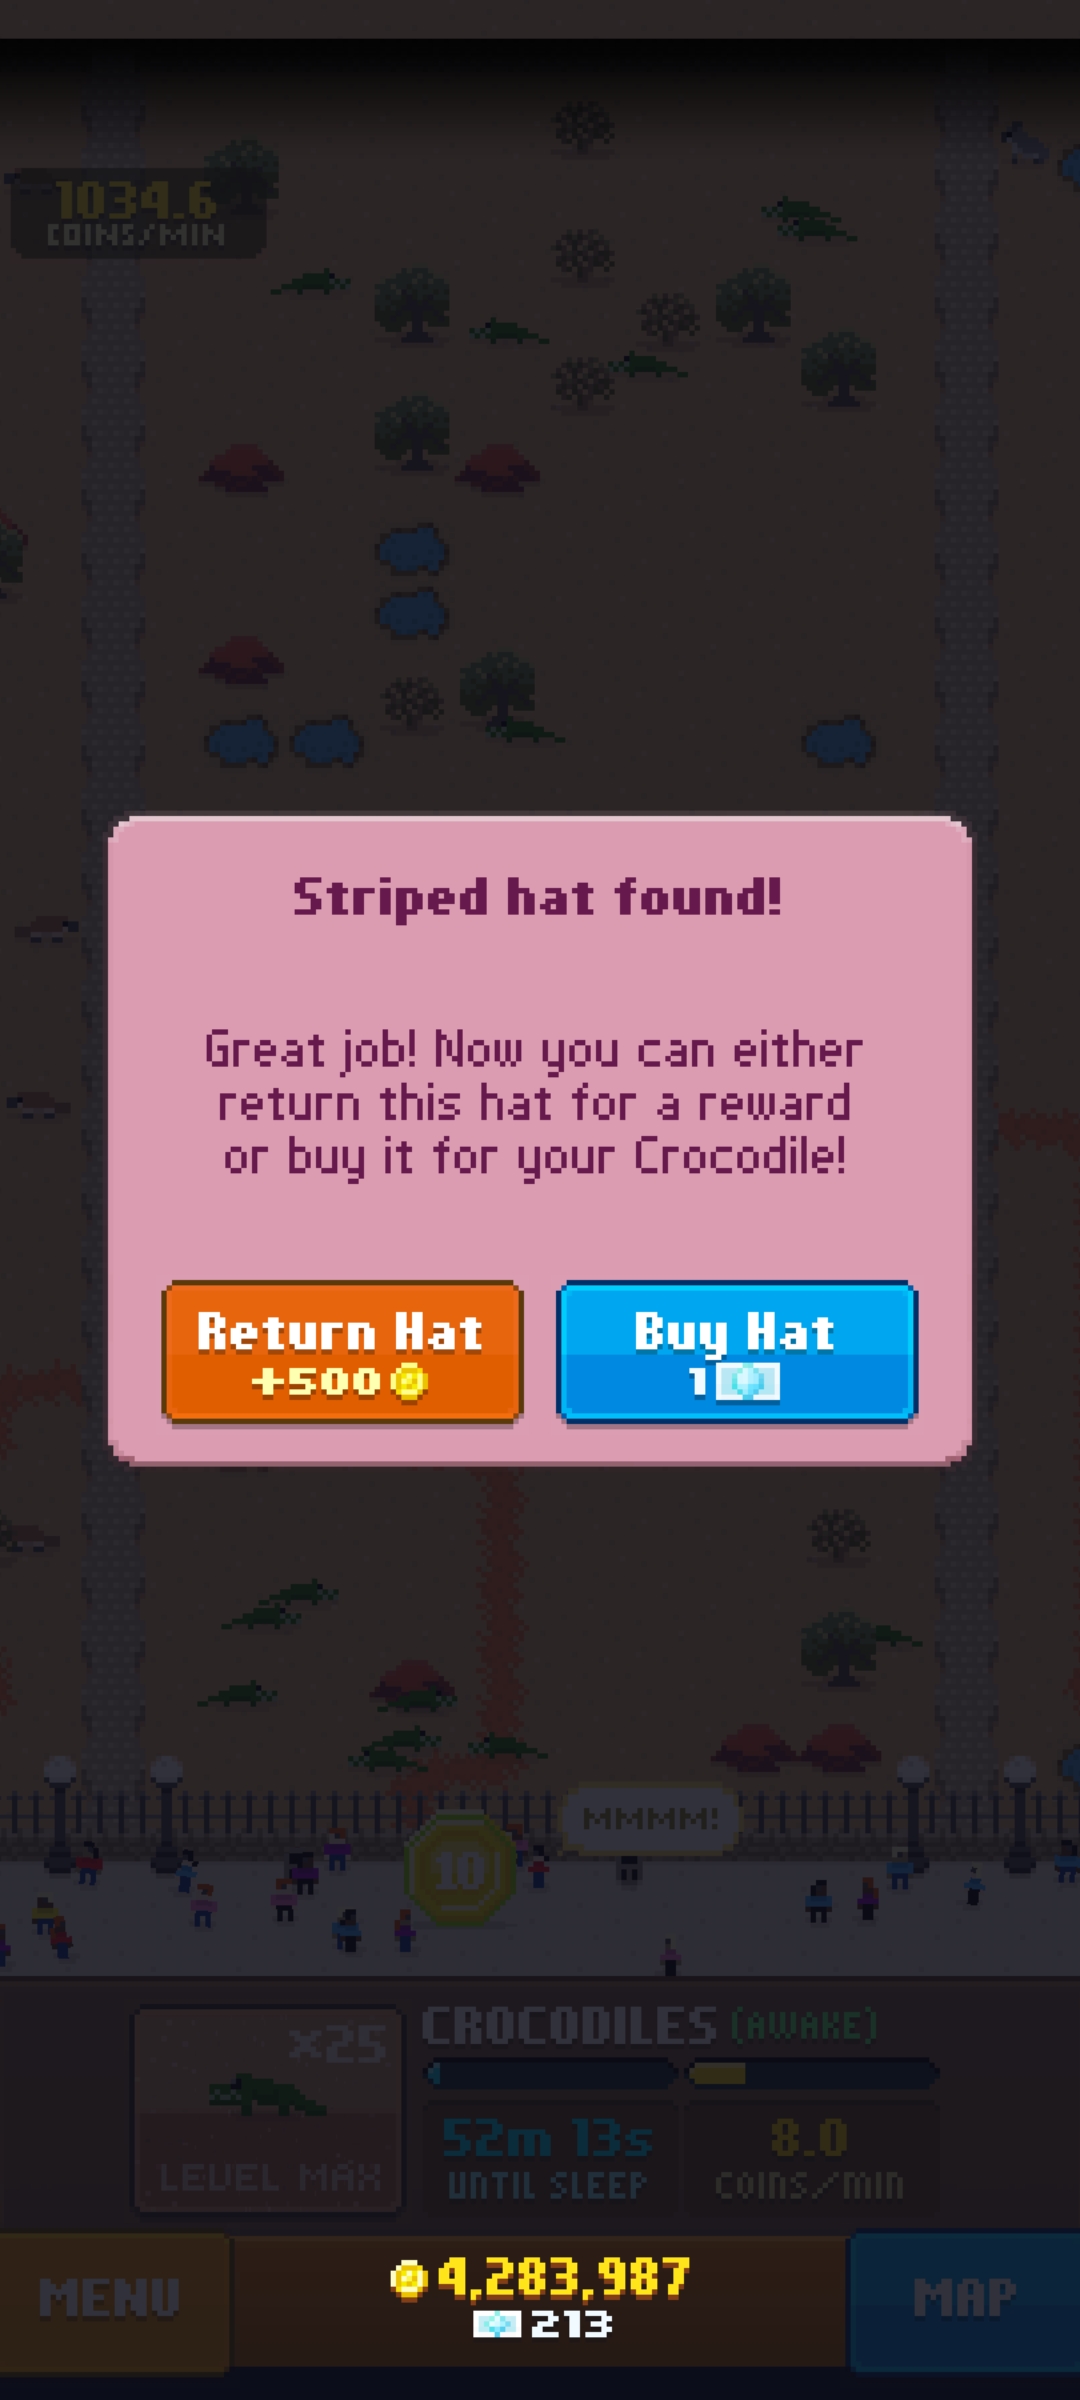 1034.6
COINS/MIN
Striped hat found!
Great job! Now you can either
return this hat for a reward
or buy it for your Crocodile!
Return Hat
+500
Buy Hat
1
MMMM!
10
x25
LEVEL MAX
CROCODILES (AWAKE)
52m 13s
UNTIL SLEEP
8.0
COINS/MIN
MENU
4,283,987
213
MAP